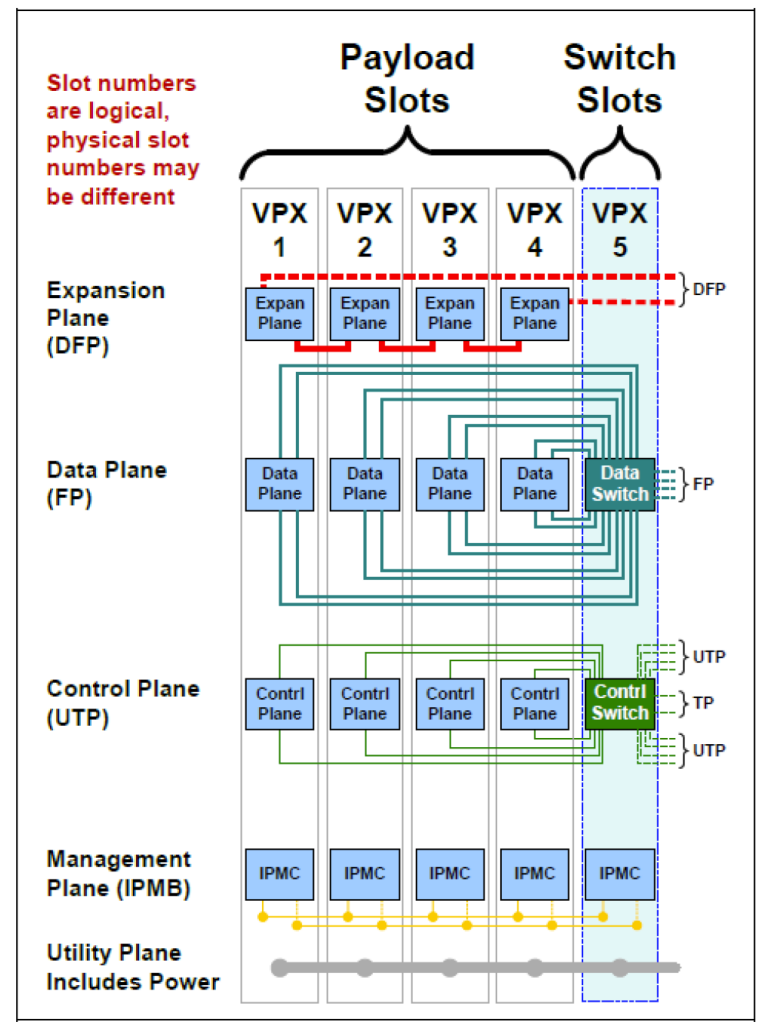 Payload
Slots
Switch
Slots
Slot numbers
are logical,
physical slot
numbers may
be different
VPX
1
VPX
2
VPX
3
VPX
4
VPX
5
Expansion
Plane
(DFP)
Expan
Plane
Expan
Plane
Expan
Plane
Expan
Plane
DFP
Data Plane
(FP)
Data
Plane
Data
Plane
Data
Plane
Data
Plane
Data
Switch
FP
Control Plane
(UTP)
Contrl
Plane
Contrl
Plane
Contrl
Plane
Contrl
Plane
Contrl
Switch
UTP
TP
UTP
Management
Plane (IPMB)
IPMC
IPMC
IPMC
IPMC
IPMC
Utility Plane
Includes Power